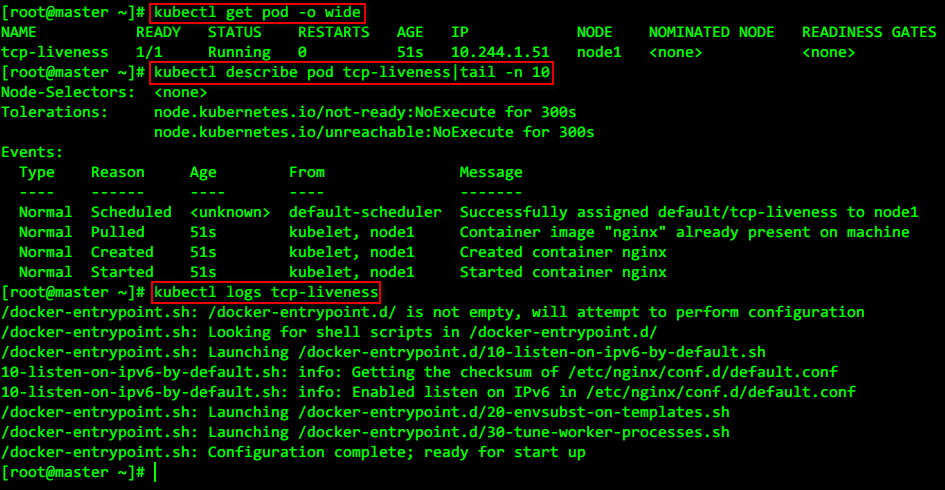 [root@master ~]# kubectl get pod -o wide
NAME           READY   STATUS    RESTARTS   AGE   IP            NODE    NOMINATED NODE   READINESS GATES
tcp-liveness   1/1     Running   0          51s   10.244.1.51   node1   <none>           <none>
[root@master ~]# kubectl describe pod tcp-liveness|tail -n 10
Node-Selectors:  <none>
Tolerations:     node.kubernetes.io/not-ready:NoExecute for 300s
                 node.kubernetes.io/unreachable:NoExecute for 300s
Events:
  Type    Reason     Age        From               Message
  ----    ------     ----       ----               -------
  Normal  Scheduled  <unknown>  default-scheduler  Successfully assigned default/tcp-liveness to node1
  Normal  Pulled     51s        kubelet, node1     Container image "nginx" already present on machine
  Normal  Created    51s        kubelet, node1     Created container nginx
  Normal  Started    51s        kubelet, node1     Started container nginx
[root@master ~]# kubectl logs tcp-liveness
/docker-entrypoint.sh: /docker-entrypoint.d/ is not empty, will attempt to perform configuration
/docker-entrypoint.sh: Looking for shell scripts in /docker-entrypoint.d/
/docker-entrypoint.sh: Launching /docker-entrypoint.d/10-listen-on-ipv6-by-default.sh
10-listen-on-ipv6-by-default.sh: info: Getting the checksum of /etc/nginx/conf.d/default.conf
10-listen-on-ipv6-by-default.sh: info: Enabled listen on IPv6 in /etc/nginx/conf.d/default.conf
/docker-entrypoint.sh: Launching /docker-entrypoint.d/20-envsubst-on-templates.sh
/docker-entrypoint.sh: Launching /docker-entrypoint.d/30-tune-worker-processes.sh
/docker-entrypoint.sh: Configuration complete; ready for start up
[root@master ~]#